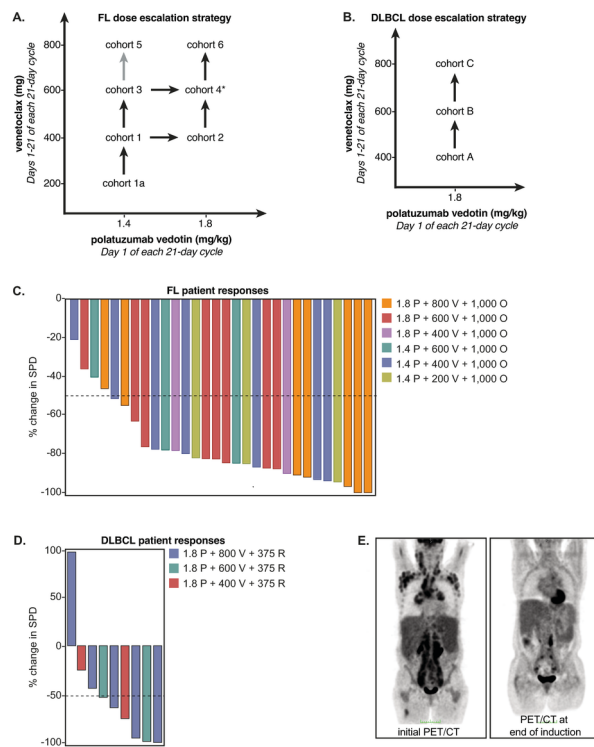 A.
FL dose escalation strategy
venetoclax (mg)
Days 1-21 of each 21-day cycle
800
600
400
200
cohort 5
cohort 6
cohort 3
cohort 4*
cohort 1
cohort 2
cohort 1a
1.4
1.8
polatuzumab vedotin (mg/kg)
Day 1 of each 21-day cycle
B.
DLBCL dose escalation strategy
venetoclax (mg)
Days 1-21 of each 21-day cycle
800
600
400
cohort C
cohort B
cohort A
1.8
polatuzumab vedotin (mg/kg)
Day 1 of each 21-day cycle
C.
FL patient responses
% change in SPD
0
-20
-40
-60
-80
-100
1.8 P + 800 V + 1,000 O
1.8 P + 600 V + 1,000 O
1.8 P + 400 V + 1,000 O
1.4 P + 600 V + 1,000 O
1.4 P + 400 V + 1,000 O
1.4 P + 200 V + 1,000 O
D.
DLBCL patient responses
% change in SPD
100
50
0
-50
-100
1.8 P + 800 V + 375 R
1.8 P + 600 V + 375 R
1.8 P + 400 V + 375 R
E.
initial PET/CT
PET/CT at
end of induction